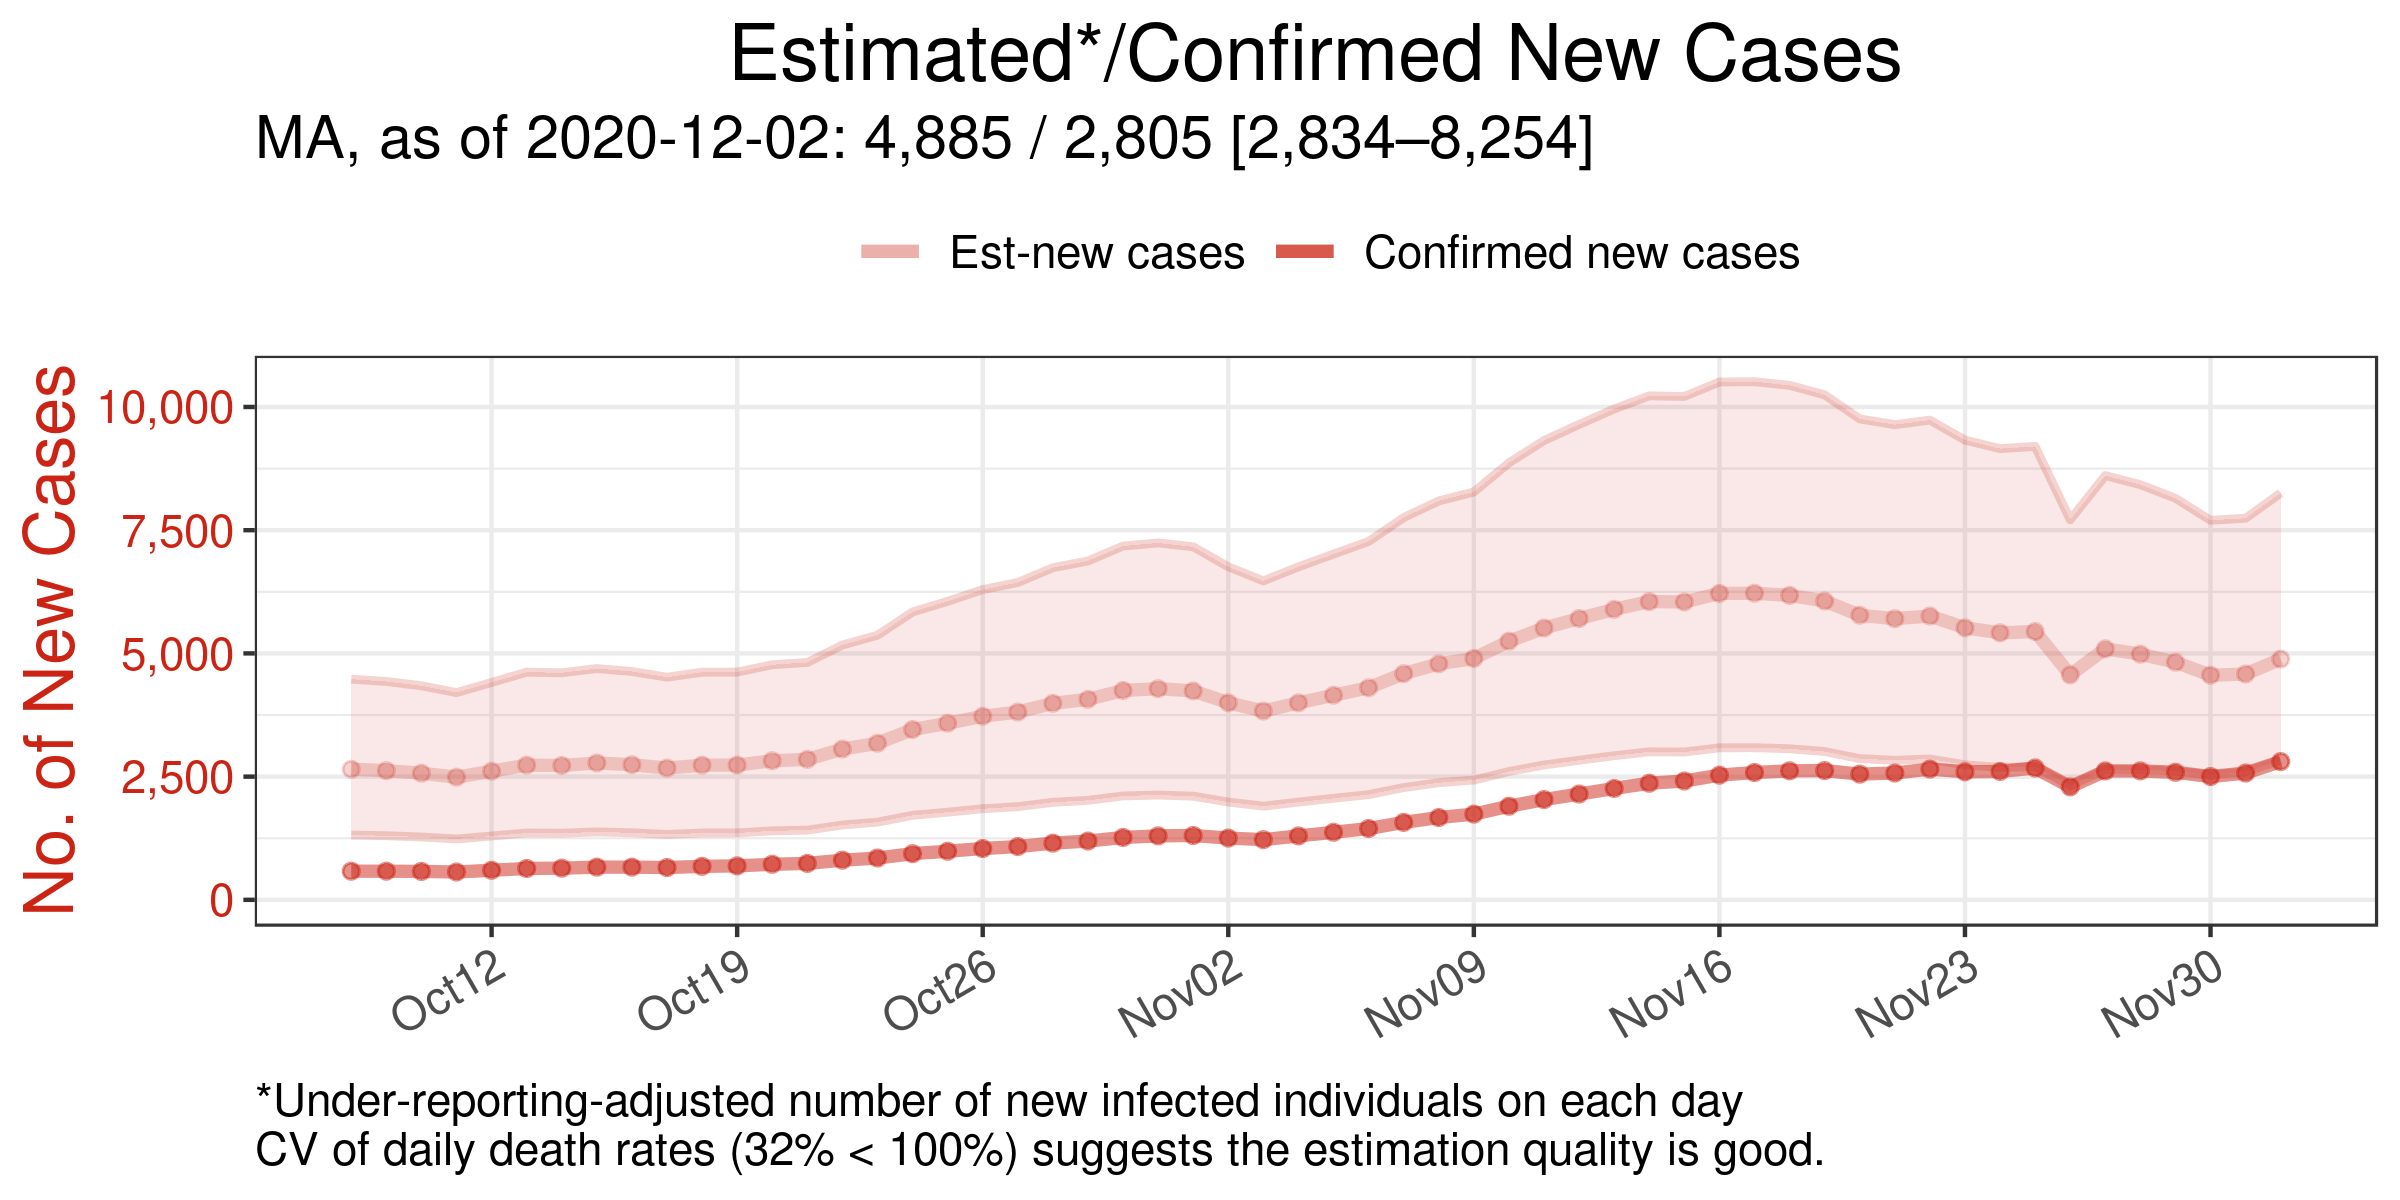 Estimated*/Confirmed New Cases
MA, as of 2020-12-02: 4,885 / 2,805 [2,834–8,254]
Est-new cases
Confirmed new cases
No. of New Cases
10,000
7,500
5,000
2,500
0
Oct12
Oct19
Oct26
Nov02
Nov09
Nov16
Nov23
Nov30
*Under-reporting-adjusted number of new infected individuals on each day
CV of daily death rates (32% < 100%) suggests the estimation quality is good.